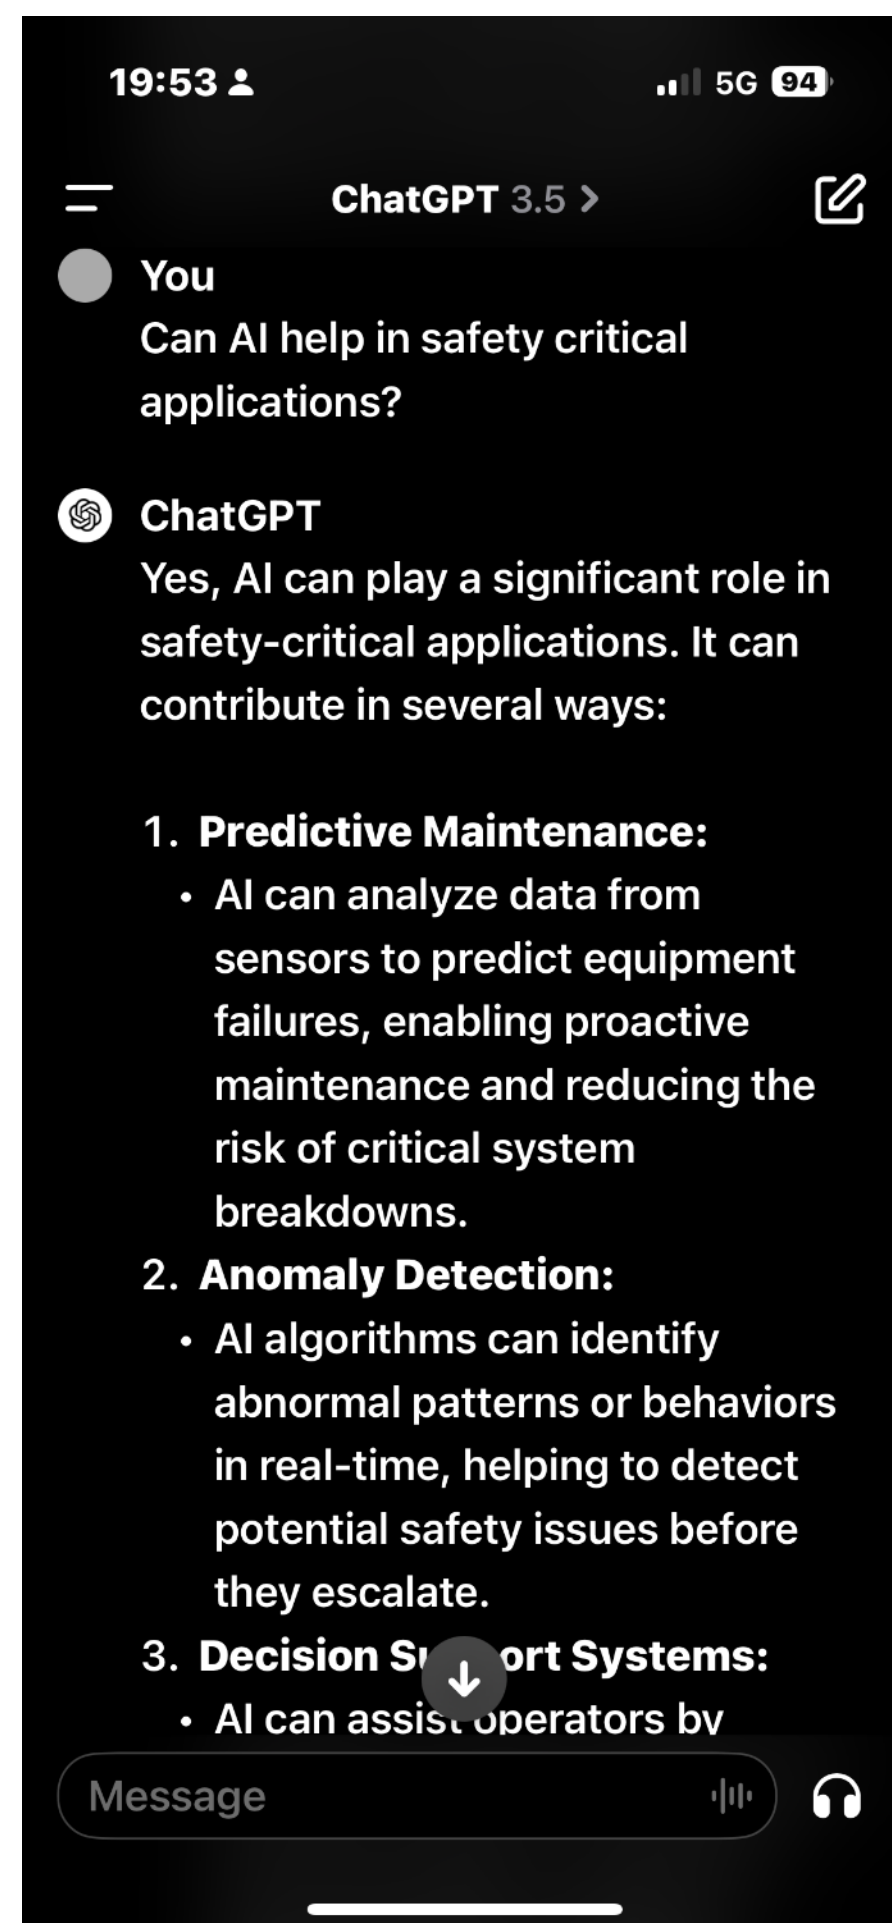 19:53
5G 94
ChatGPT 3.5 >
You
Can AI help in safety critical
applications?
ChatGPT
Yes, AI can play a significant role in
safety-critical applications. It can
contribute in several ways:
1. Predictive Maintenance:
• AI can analyze data from
sensors to predict equipment
failures, enabling proactive
maintenance and reducing the
risk of critical system
breakdowns.
2. Anomaly Detection:
• AI algorithms can identify
abnormal patterns or behaviors
in real-time, helping to detect
potential safety issues before
they escalate.
3. Decision Support Systems:
• AI can assist operators by
Message